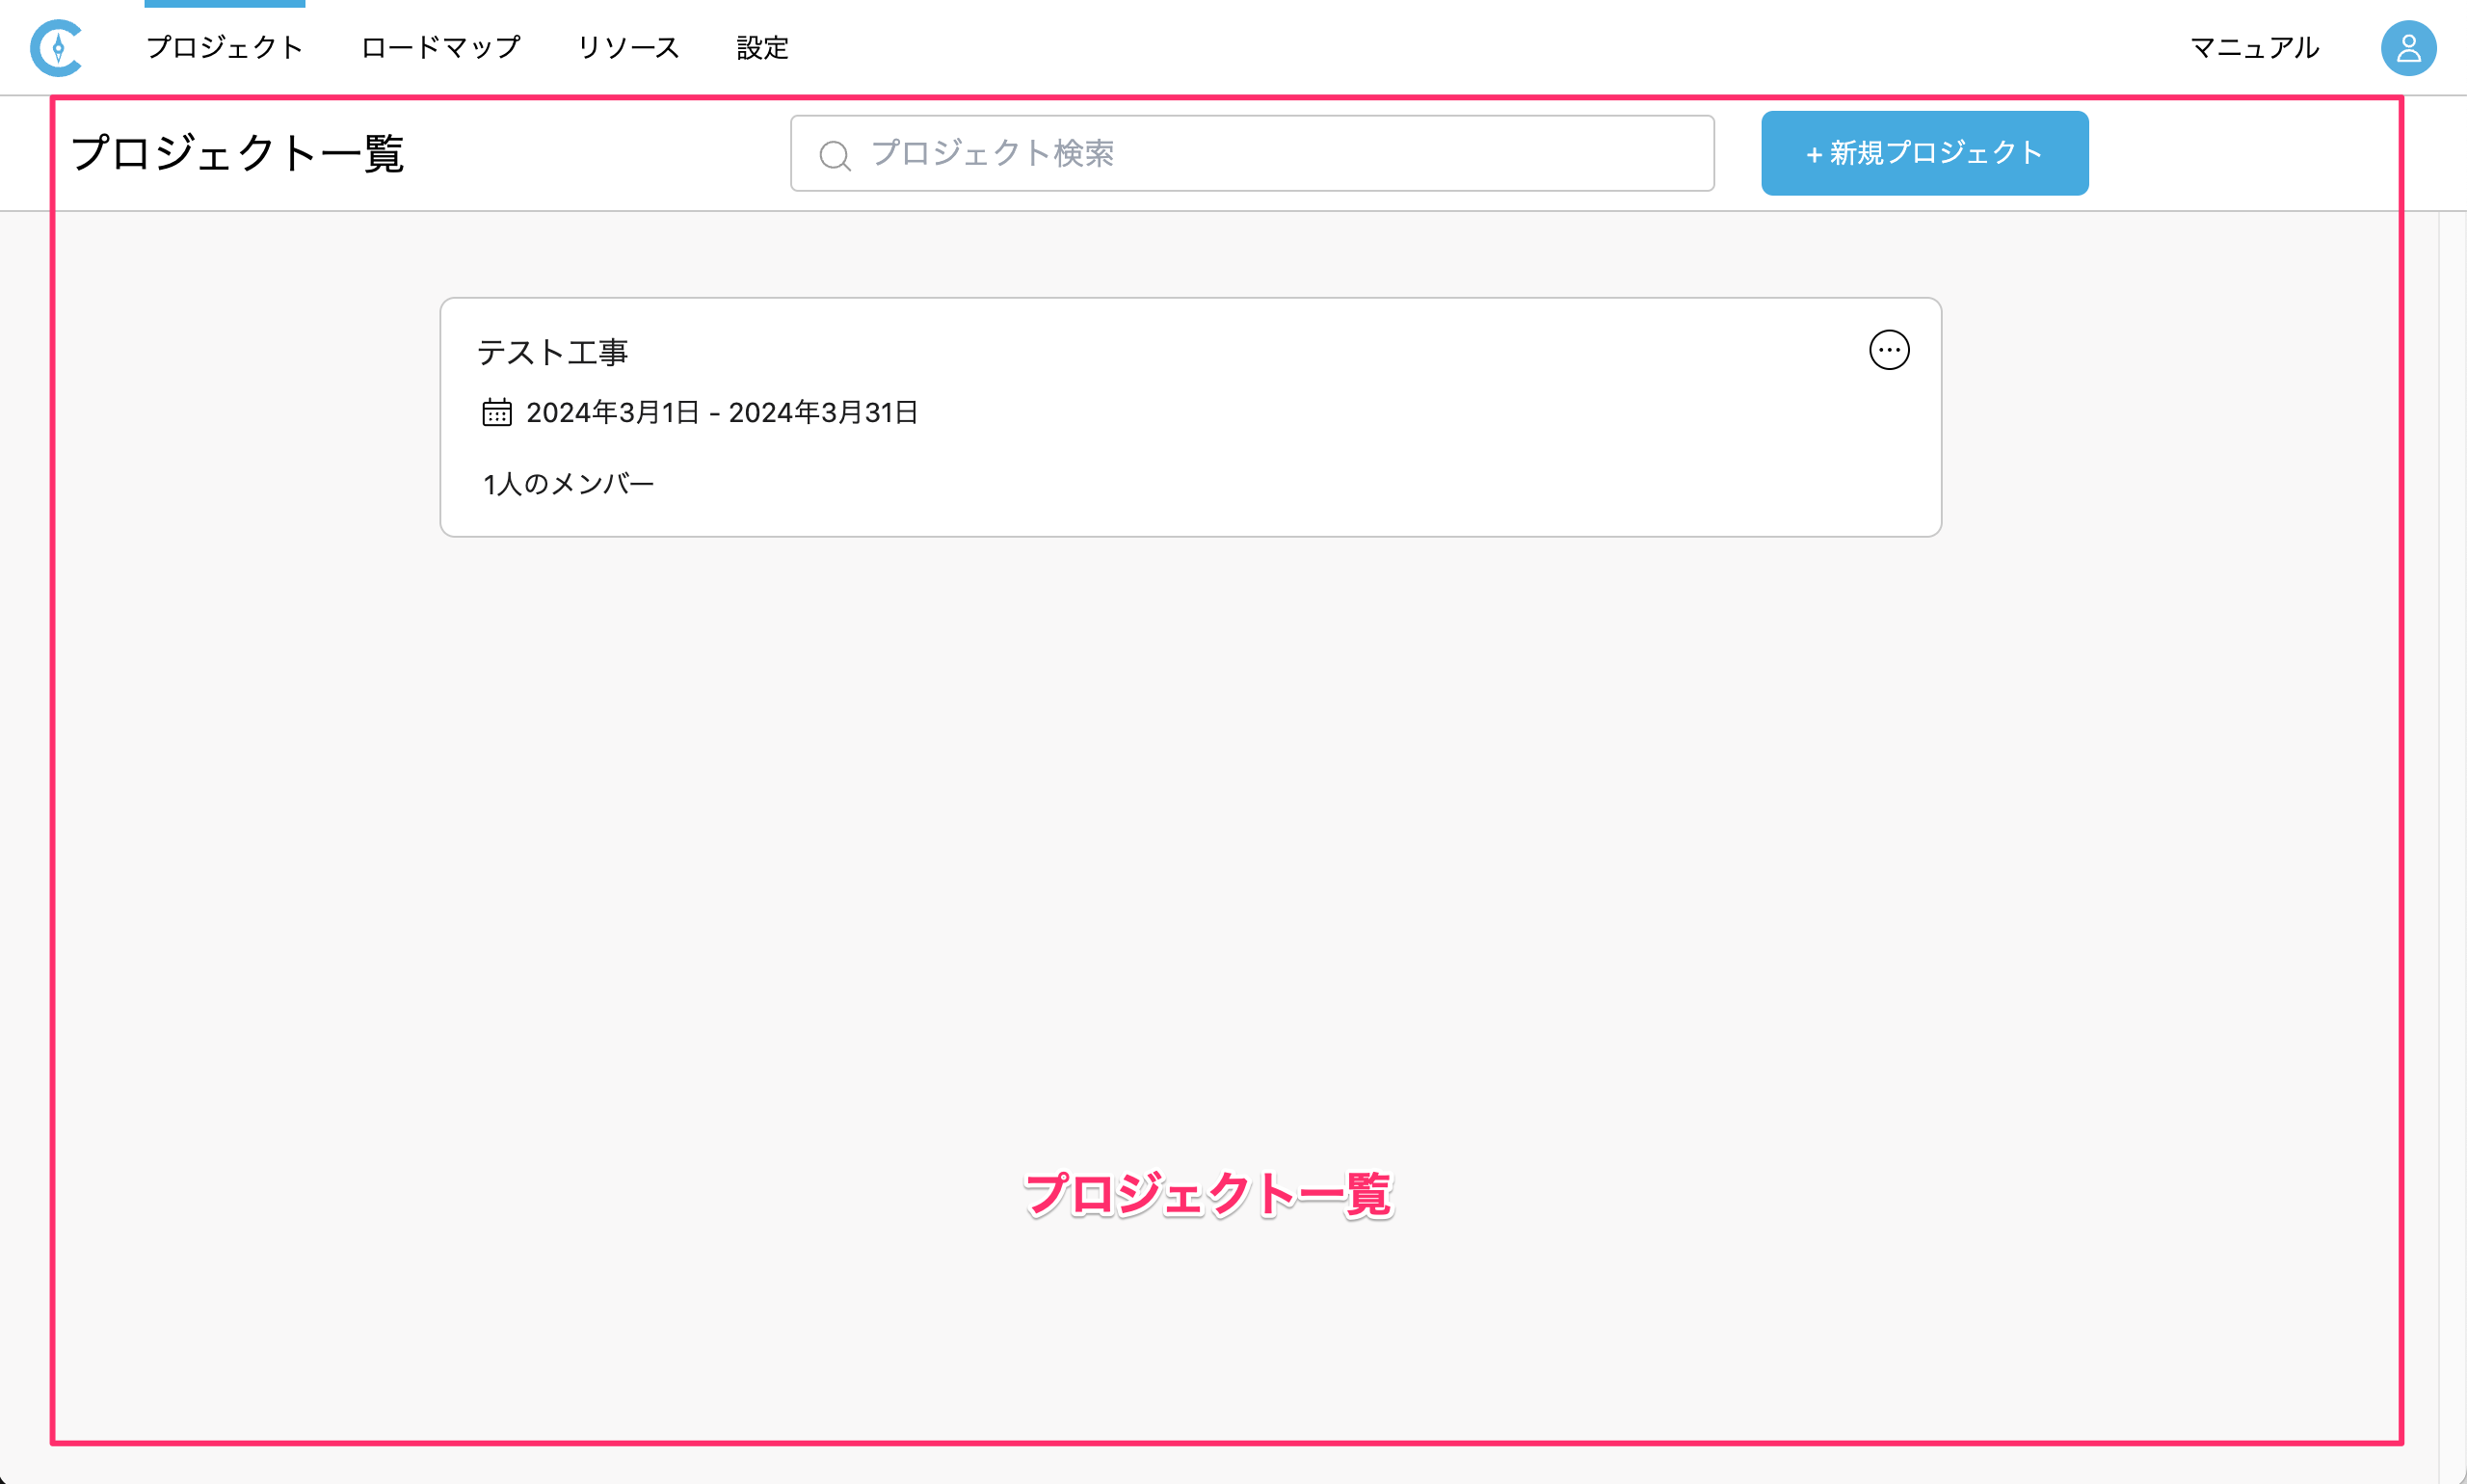 プロジェクト ロードマップ リソース 設定 マニュアル
プロジェクト一覧 プロジェクト検索 + 新規プロジェクト
テスト工事
2024年3月1日 - 2024年3月31日
1人のメンバー
プロジェクト一覧